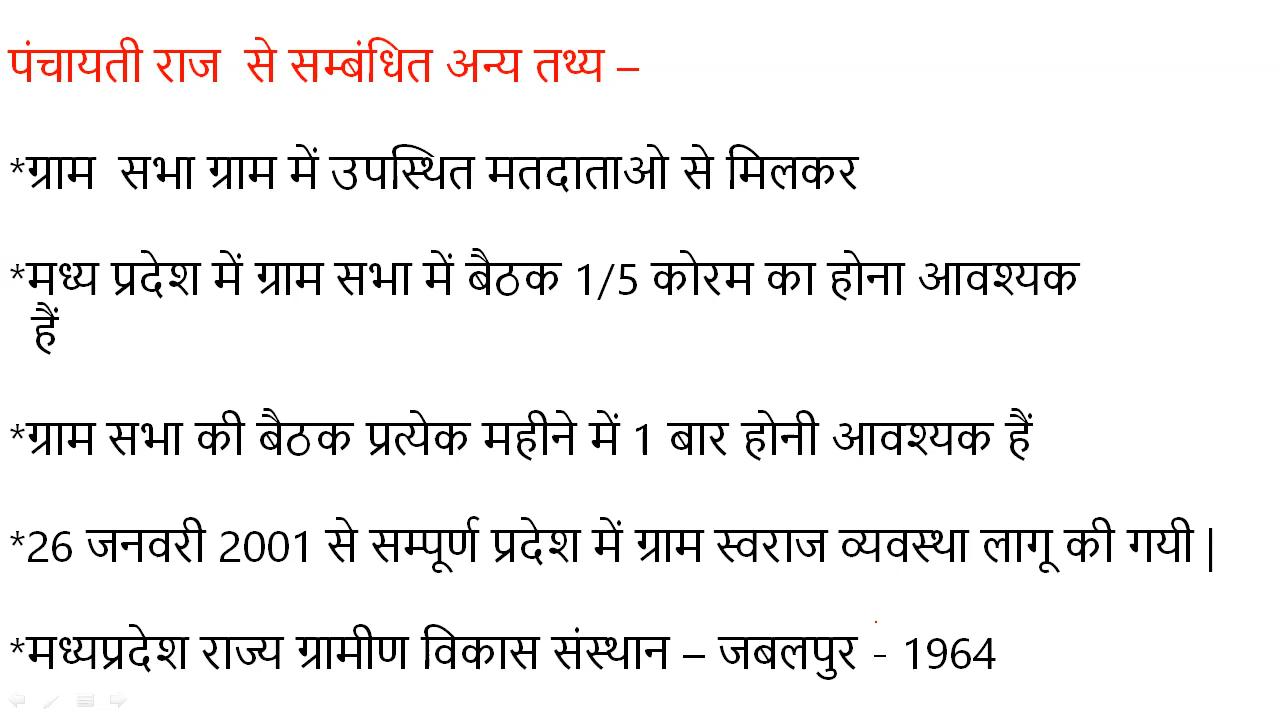 पंचायती राज  से सम्बंधित अन्य तथ्य –
*ग्राम  सभा ग्राम में उपस्थित मतदाताओ से मिलकर
*मध्य प्रदेश में ग्राम सभा में बैठक 1/5 कोरम का होना आवश्यक
हैं
*ग्राम सभा की बैठक प्रत्येक महीने में 1 बार होनी आवश्यक हैं
*26 जनवरी 2001 से सम्पूर्ण प्रदेश में ग्राम स्वराज व्यवस्था लागू की गयी |
*मध्यप्रदेश राज्य ग्रामीण विकास संस्थान – जबलपुर - 1964